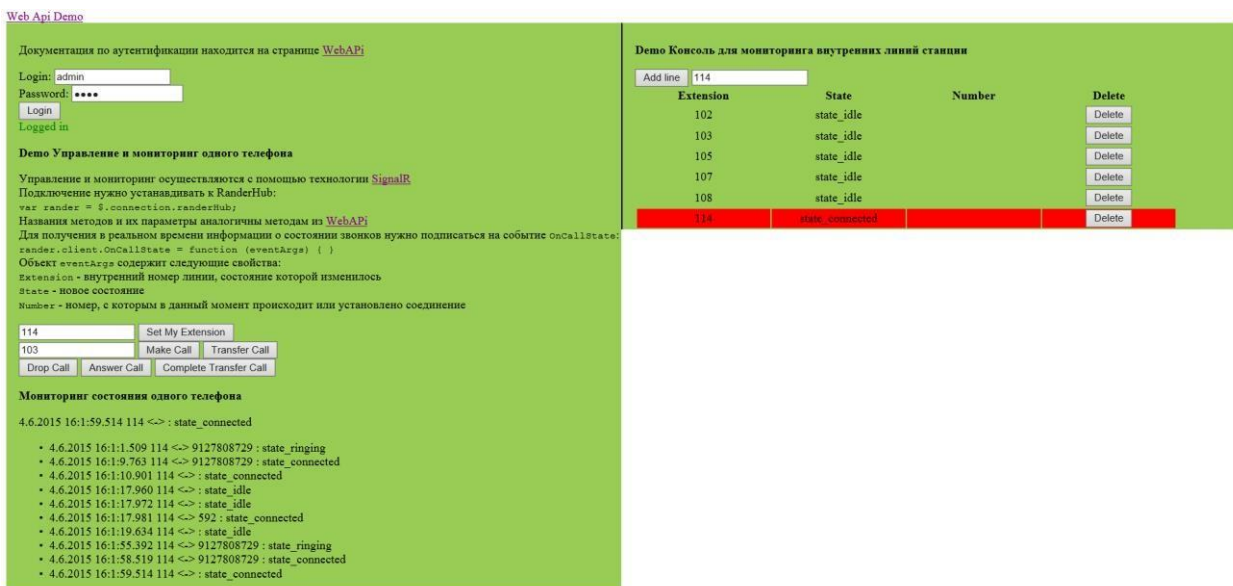 Web Api Demo
Документация по аутентификации находится на странице WebAPi
Login: admin
Password: ••••
Login
Logged in
Demo Управление и мониторинг одного телефона
Управление и мониторинг осуществляются с помощью технологии SignalR
Подключение нужно устанавдивать к RanderHub:
var rander = $.connection.randerHub;
Названия методов и их параметры аналогичны методам из WebAPi
Для получения в реальном времени информации о состоянии звонков нужно подписаться на событие OnCallState:
rander.client.OnCallState = function (eventArgs) { }
Объект eventArgs содержит следующие свойства:
Extension - внутренний номер линии, состояние которой изменилось
State - новое состояние
Number - номер, с которым в данный момент происходит или установлено соединение
114 Set My Extension
103 Make Call Transfer Call
Drop Call Answer Call Complete Transfer Call
Мониторинг состояния одного телефона
4.6.2015 16:1:59.514 114 <-> : state_connected
• 4.6.2015 16:1:1.509 114 <-> 9127808729 : state_ringing
• 4.6.2015 16:1:9.763 114 <-> 9127808729 : state_connected
• 4.6.2015 16:1:10.901 114 <-> : state_connected
• 4.6.2015 16:1:17.960 114 <-> : state_idle
• 4.6.2015 16:1:17.972 114 <-> : state_idle
• 4.6.2015 16:1:17.981 114 <-> 592 : state_connected
• 4.6.2015 16:1:19.634 114 <-> : state_idle
• 4.6.2015 16:1:55.392 114 <-> 9127808729 : state_ringing
• 4.6.2015 16:1:58.519 114 <-> 9127808729 : state_connected
• 4.6.2015 16:1:59.514 114 <-> : state_connected
Demo Консоль для мониторинга внутренних линий станции
Add line 114
Extension State Number Delete
102 state_idle Delete
103 state_idle Delete
105 state_idle Delete
107 state_idle Delete
108 state_idle Delete
114 state_connected Delete